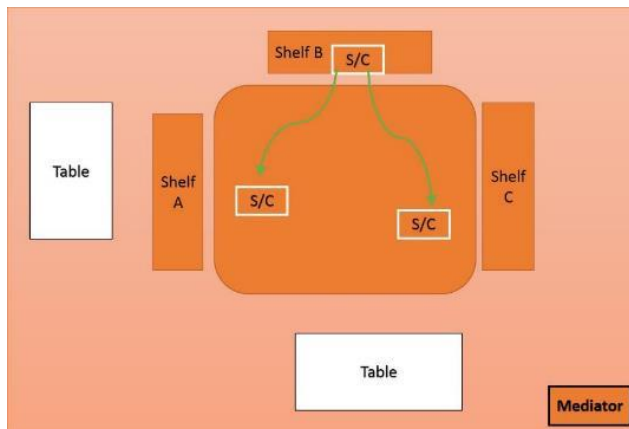 Shelf B
S/C
Table
Shelf
A
S/C
S/C
Shelf
C
Table
Mediator